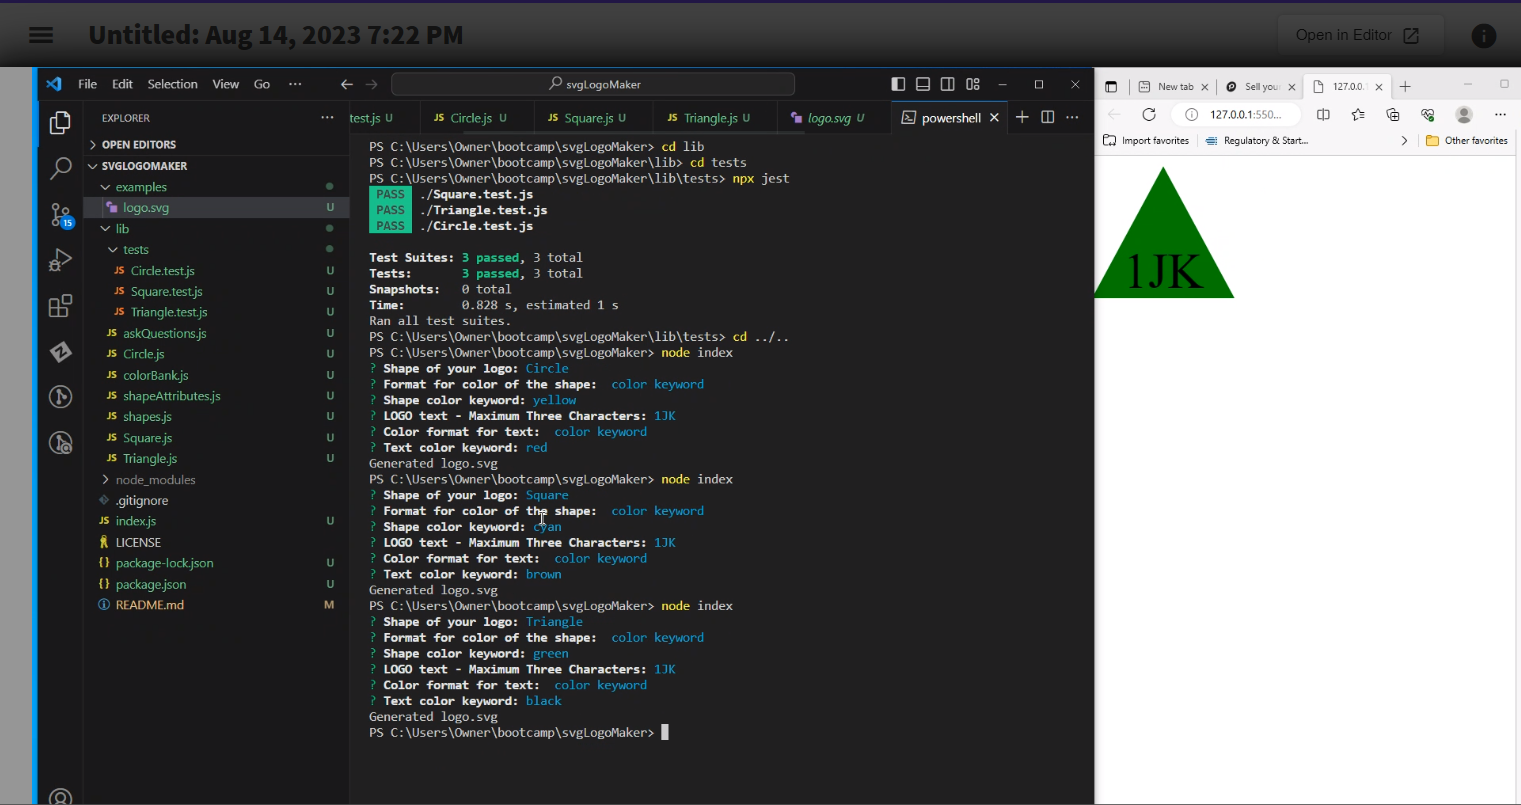 Untitled: Aug 14, 2023 7:22 PM
Open in Editor
File Edit Selection View Go ···
svgLogoMaker
EXPLORER
OPEN EDITORS
SVGLOGOMAKER
examples
logo.svg U
lib
tests
JS Circle.test.js U
JS Square.test.js U
JS Triangle.test.js U
JS askQuestions.js U
JS Circle.js U
JS colorBank.js U
JS shapeAttributes.js U
JS shapes.js U
JS Square.js U
JS Triangle.js U
node_modules
.gitignore
JS index.js U
LICENSE
{} package-lock.json U
{} package.json U
README.md M
15
test.js U
JS Circle.js U
JS Square.js U
JS Triangle.js U
logo.svg U
powershell
PS C:\Users\Owner\bootcamp\svgLogoMaker> cd lib
PS C:\Users\Owner\bootcamp\svgLogoMaker\lib> cd tests
PS C:\Users\Owner\bootcamp\svgLogoMaker\lib\tests> npx jest
PASS ./Square.test.js
PASS ./Triangle.test.js
PASS ./Circle.test.js
Test Suites: 3 passed, 3 total
Tests: 3 passed, 3 total
Snapshots: 0 total
Time: 0.828 s, estimated 1 s
Ran all test suites.
PS C:\Users\Owner\bootcamp\svgLogoMaker\lib\tests> cd ../..
PS C:\Users\Owner\bootcamp\svgLogoMaker> node index
? Shape of your logo: Circle
? Format for color of the shape: color keyword
? Shape color keyword: yellow
? LOGO text - Maximum Three Characters: 1JK
? Color format for text: color keyword
? Text color keyword: red
Generated logo.svg
PS C:\Users\Owner\bootcamp\svgLogoMaker> node index
? Shape of your logo: Square
? Format for color of the shape: color keyword
? Shape color keyword: cyan
? LOGO text - Maximum Three Characters: 1JK
? Color format for text: color keyword
? Text color keyword: brown
Generated logo.svg
PS C:\Users\Owner\bootcamp\svgLogoMaker> node index
? Shape of your logo: Triangle
? Format for color of the shape: color keyword
? Shape color keyword: green
? LOGO text - Maximum Three Characters: 1JK
? Color format for text: color keyword
? Text color keyword: black
Generated logo.svg
PS C:\Users\Owner\bootcamp\svgLogoMaker>
New tab
Sell your
127.0.0.
127.0.0.1:550...
Import favorites
Regulatory & Start...
Other favorites
1JK